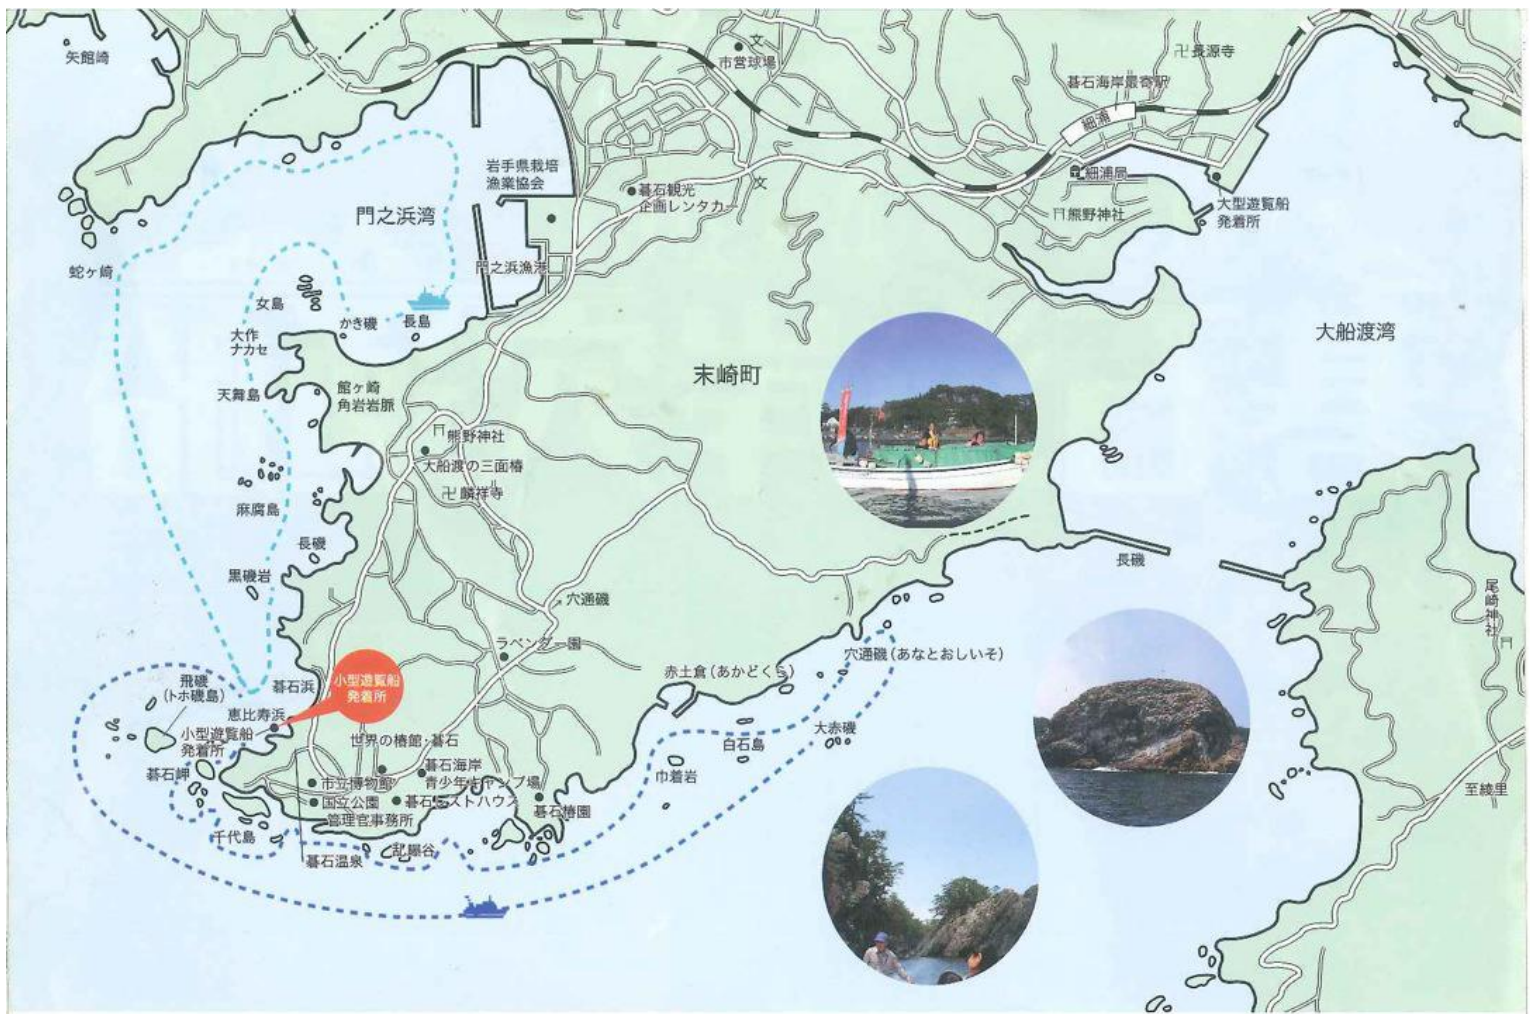 矢館崎
文
市営球場
卍長源寺
碁石海岸最寄駅
細浦
岩手県栽培
漁業協会
碁石観光
企画レンタカー
文
細浦局
熊野神社
大型遊覧船
発着所
門之浜湾
蛇ヶ崎
門之浜漁港
女島
かき磯
長島
大作
ナカセ
大船渡湾
末崎町
天舞島
館ヶ崎
角岩岩脈
熊野神社
大船渡の三面椿
卍麟祥寺
麻腐島
長磯
長磯
黒磯岩
穴通磯
尾崎神社
ラベンダー園
穴通磯(あなとおしいそ)
赤土倉(あかどくら)
飛磯
(トホ磯島)
碁石浜
小型遊覧船
発着所
恵比寿浜
小型遊覧船
発着所
大赤磯
白石島
世界の椿館・碁石
碁石岬
碁石海岸
青少年キャンプ場
巾着岩
市立博物館
国立公園
管理官事務所
碁石レストハウス
碁石椿園
至綾里
千代島
乱曝谷
碁石温泉